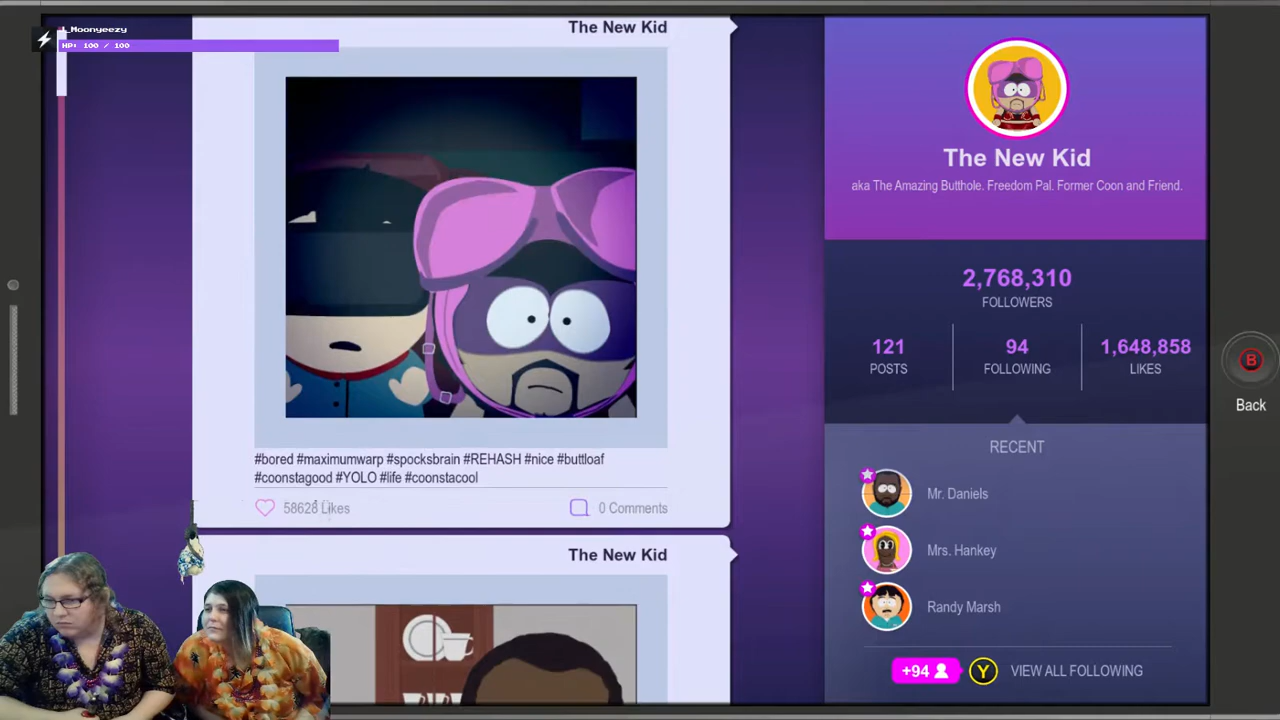 _Moonyeezy
HP: 100 / 100
The New Kid
#bored #maximumwarp #spocksbrain #REHASH #nice #buttloaf
#coonstagood #YOLO #life #coonstacool
58628 Likes
0 Comments
The New Kid
The New Kid
aka The Amazing Butthole. Freedom Pal. Former Coon and Friend.
2,768,310
FOLLOWERS
121
POSTS
94
FOLLOWING
1,648,858
LIKES
RECENT
Mr. Daniels
Mrs. Hankey
Randy Marsh
+94
Y
VIEW ALL FOLLOWING
B
Back